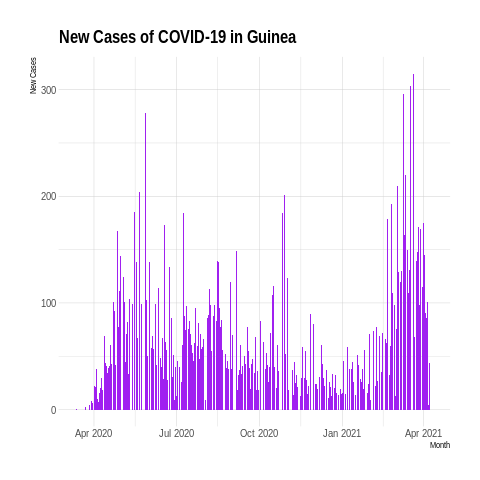 New Cases of COVID-19 in Guinea
New Cases
300
200
100
0
Apr 2020 Jul 2020 Oct 2020 Jan 2021 Apr 2021
Month